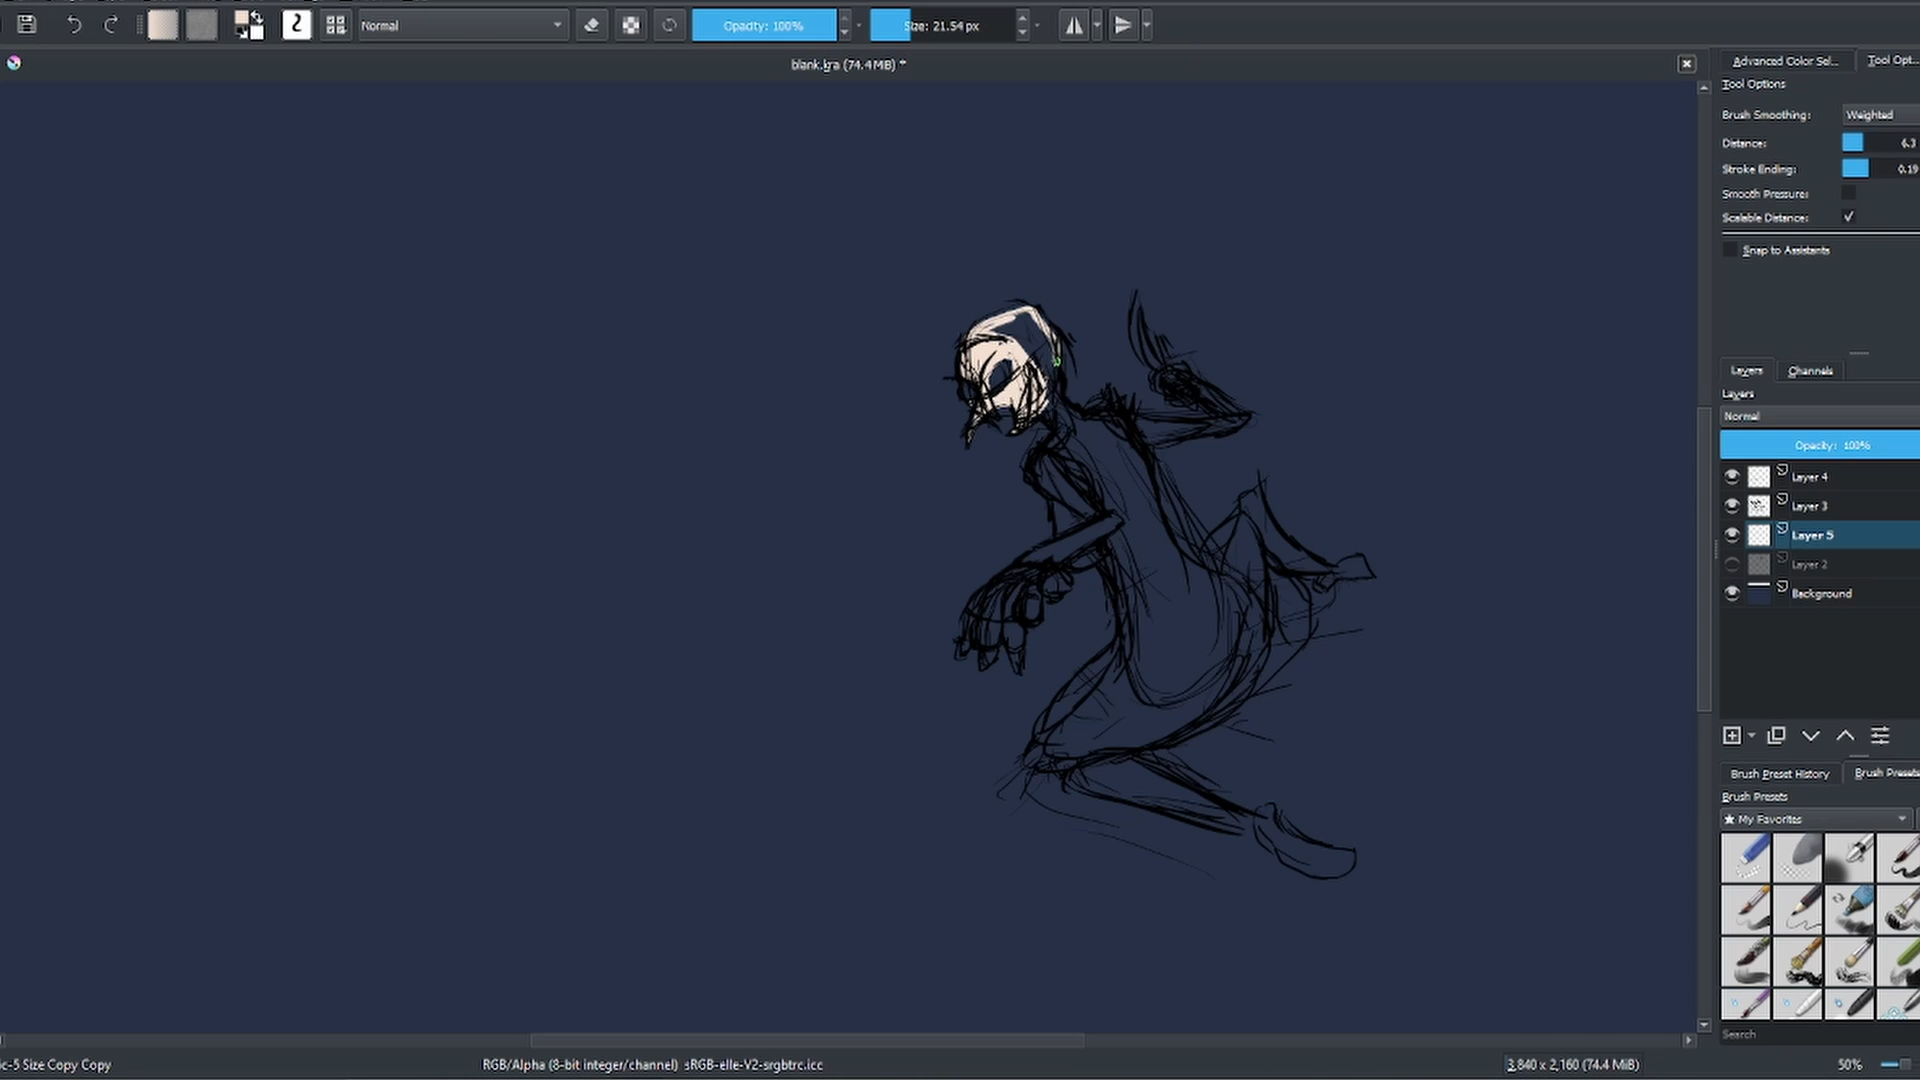 Normal
Opacity: 100%
Size: 21.54 px
blank.kra (74.4 MB) *
Advanced Color Sel...
Tool Opt...
Tool Options
Brush Smoothing:
Weighted
Distance:
6.3
Stroke Ending:
0.19
Smooth Pressure:
Scalable Distance:
Snap to Assistants
Layers
Channels
Layers
Normal
Opacity: 100%
Layer 4
Layer 3
Layer 5
Layer 2
Background
Brush Preset History
Brush Presets
Brush Presets
★ My Favorites
Search
c-5 Size Copy Copy
RGB/Alpha (8-bit integer/channel) sRGB-elle-V2-srgbtrc.icc
3,840 x 2,160 (74.4 MiB)
50%